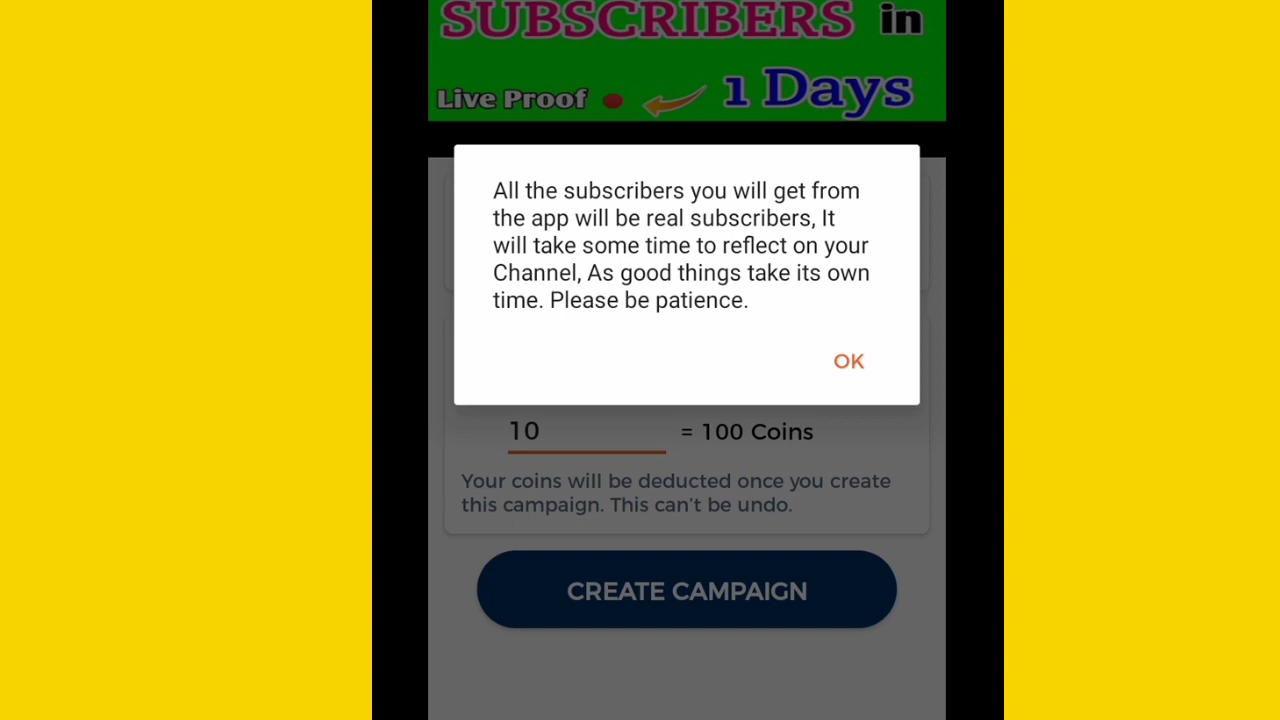 SUBSCRIBERS in
Live Proof 1 Days
All the subscribers you will get from
the app will be real subscribers, It
will take some time to reflect on your
Channel, As good things take its own
time. Please be patience.
OK
10 = 100 Coins
Your coins will be deducted once you create
this campaign. This can't be undo.
CREATE CAMPAIGN